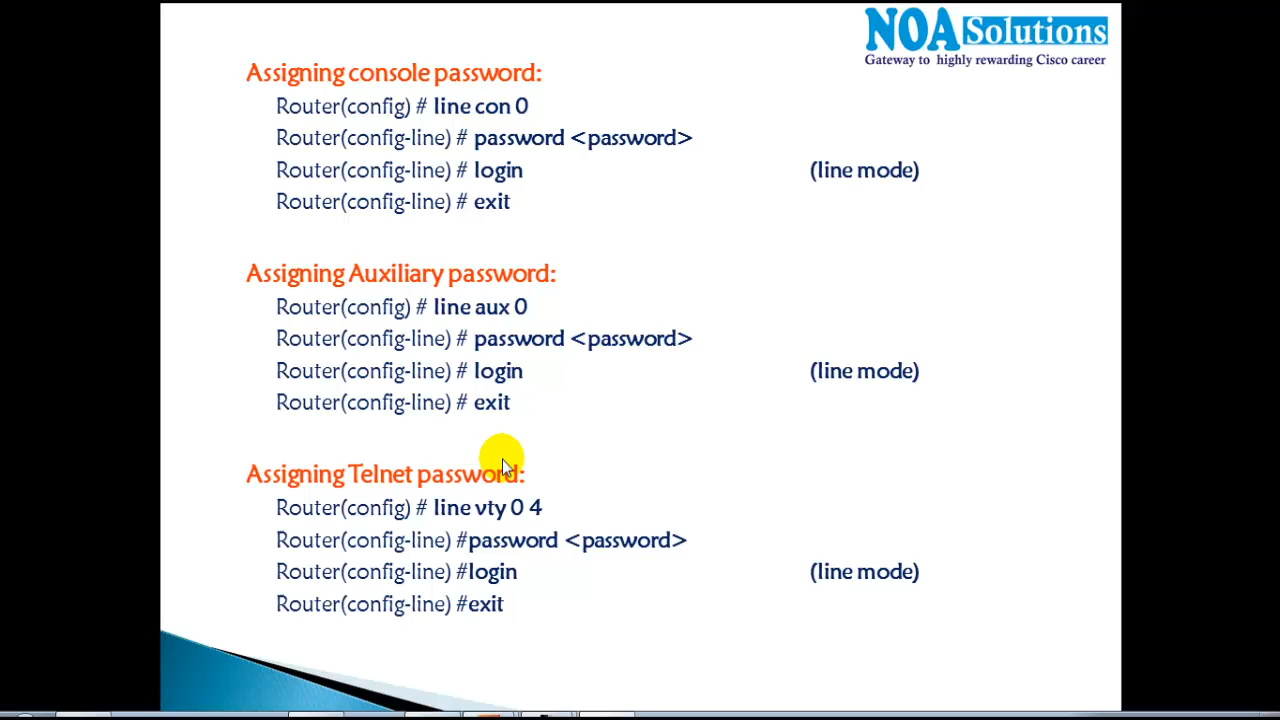 NOA Solutions
Gateway to highly rewarding Cisco career
Assigning console password:
Router(config) # line con 0
Router(config-line) # password <password>
Router(config-line) # login (line mode)
Router(config-line) # exit
Assigning Auxiliary password:
Router(config) # line aux 0
Router(config-line) # password <password>
Router(config-line) # login (line mode)
Router(config-line) # exit
Assigning Telnet password:
Router(config) # line vty 0 4
Router(config-line) #password <password>
Router(config-line) #login (line mode)
Router(config-line) #exit